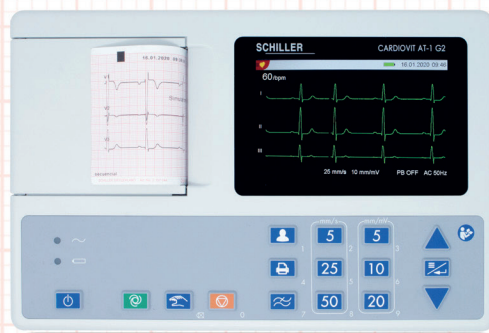 SCHILLER
CARDIOVIT AT-1 G2
16.01.2020 08:46
60/bpm
I
II
III
25 mm/s 10 mm/mV PB OFF AC 50Hz
16.01.2020
mm/s
mm/mV
5
5
1
2
3
25
10
4
5
6
50
20
7
8
9
0